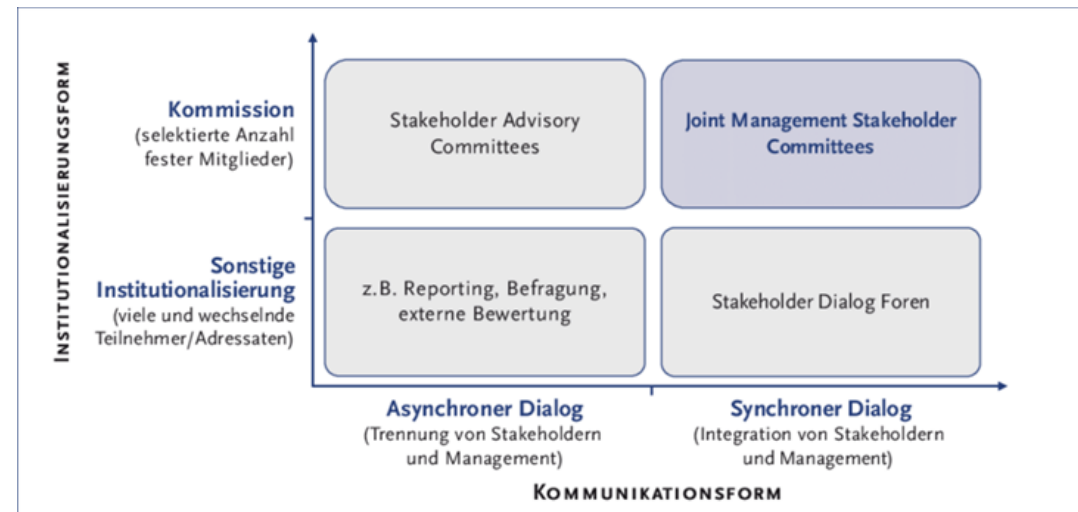 INSTITUTIONALISIERUNGSFORM
Kommission
(selektierte Anzahl
fester Mitglieder)
Stakeholder Advisory
Committees
Joint Management Stakeholder
Committees
Sonstige
Institutionalisierung
(viele und wechselnde
Teilnehmer/Adressaten)
z.B. Reporting, Befragung,
externe Bewertung
Stakeholder Dialog Foren
Asynchroner Dialog
(Trennung von Stakeholdern
und Management)
Synchroner Dialog
(Integration von Stakeholdern
und Management)
KOMMUNIKATIONSFORM